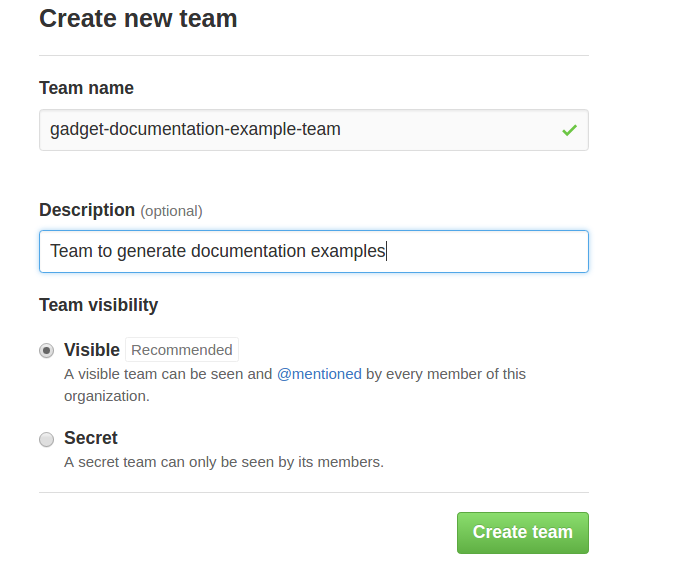 Create new team
Team name
gadget-documentation-example-team
Description (optional)
Team to generate documentation examples
Team visibility
Visible Recommended
A visible team can be seen and @mentioned by every member of this
organization.
Secret
A secret team can only be seen by its members.
Create team